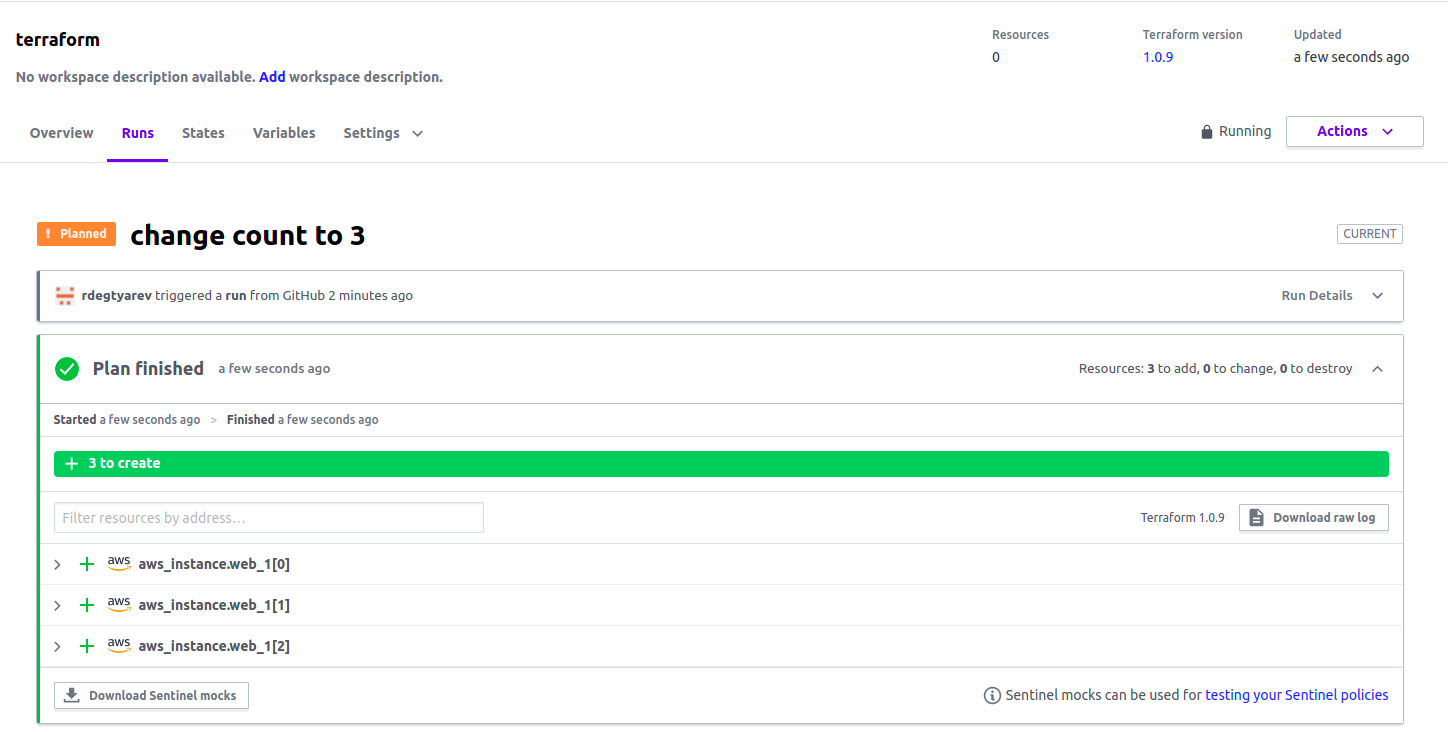 terraform
Resources
Terraform version
Updated
0
1.0.9
a few seconds ago
No workspace description available. Add workspace description.
Overview
Runs
States
Variables
Settings
Running
Actions
! Planned
change count to 3
CURRENT
rdegtyarev triggered a run from GitHub 2 minutes ago
Run Details
Plan finished
a few seconds ago
Resources: 3 to add, 0 to change, 0 to destroy
Started a few seconds ago > Finished a few seconds ago
+ 3 to create
Filter resources by address...
Terraform 1.0.9
Download raw log
+ aws aws_instance.web_1[0]
+ aws aws_instance.web_1[1]
+ aws aws_instance.web_1[2]
Download Sentinel mocks
Sentinel mocks can be used for testing your Sentinel policies